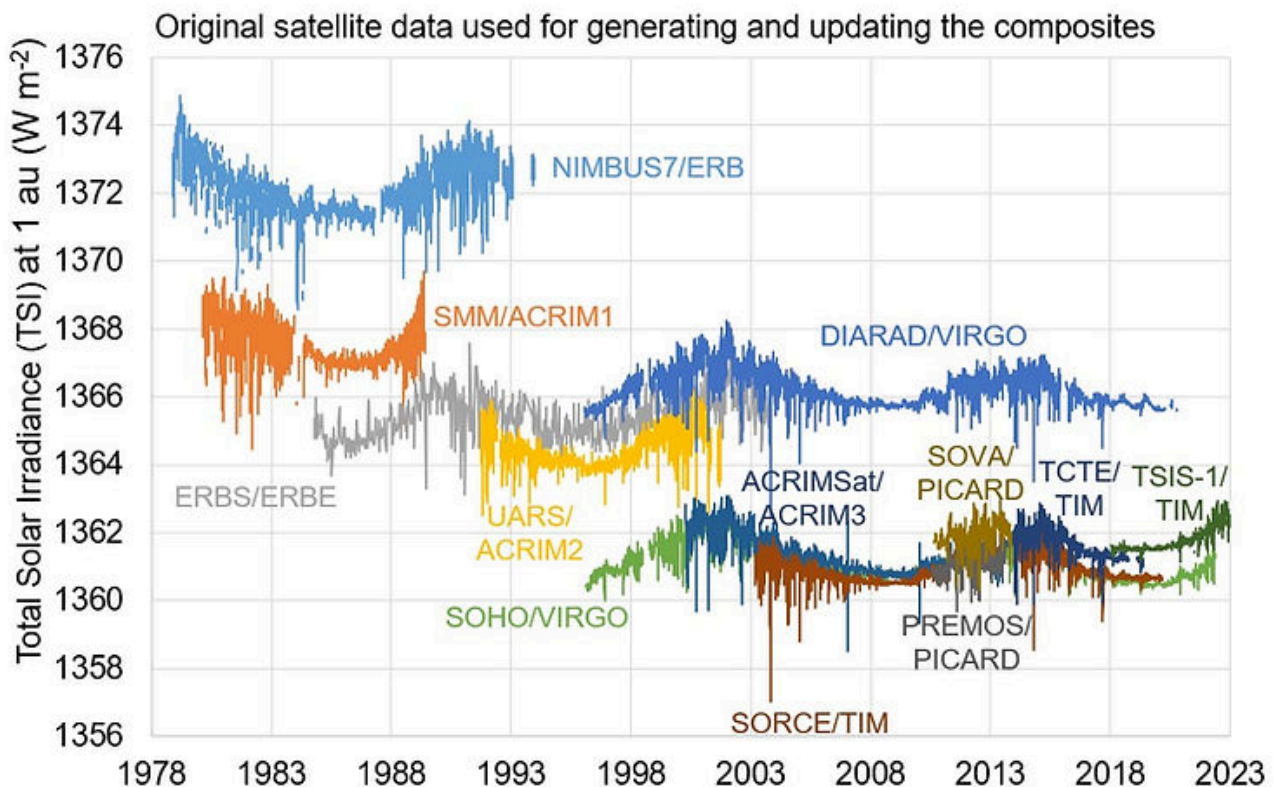 Original satellite data used for generating and updating the composites
Total Solar Irradiance (TSI) at 1 au (W m⁻²)
1376
1374
1372
1370
1368
1366
1364
1362
1360
1358
1356
NIMBUS7/ERB
SMM/ACRIM1
DIARAD/VIRGO
ERBS/ERBE
UARS/
ACRIM2
ACRIMSat/
ACRIM3
SOVA/
PICARD
TCTE/
TIM
TSIS-1/
TIM
SOHO/VIRGO
PREMOS/
PICARD
SORCE/TIM
1978 1983 1988 1993 1998 2003 2008 2013 2018 2023